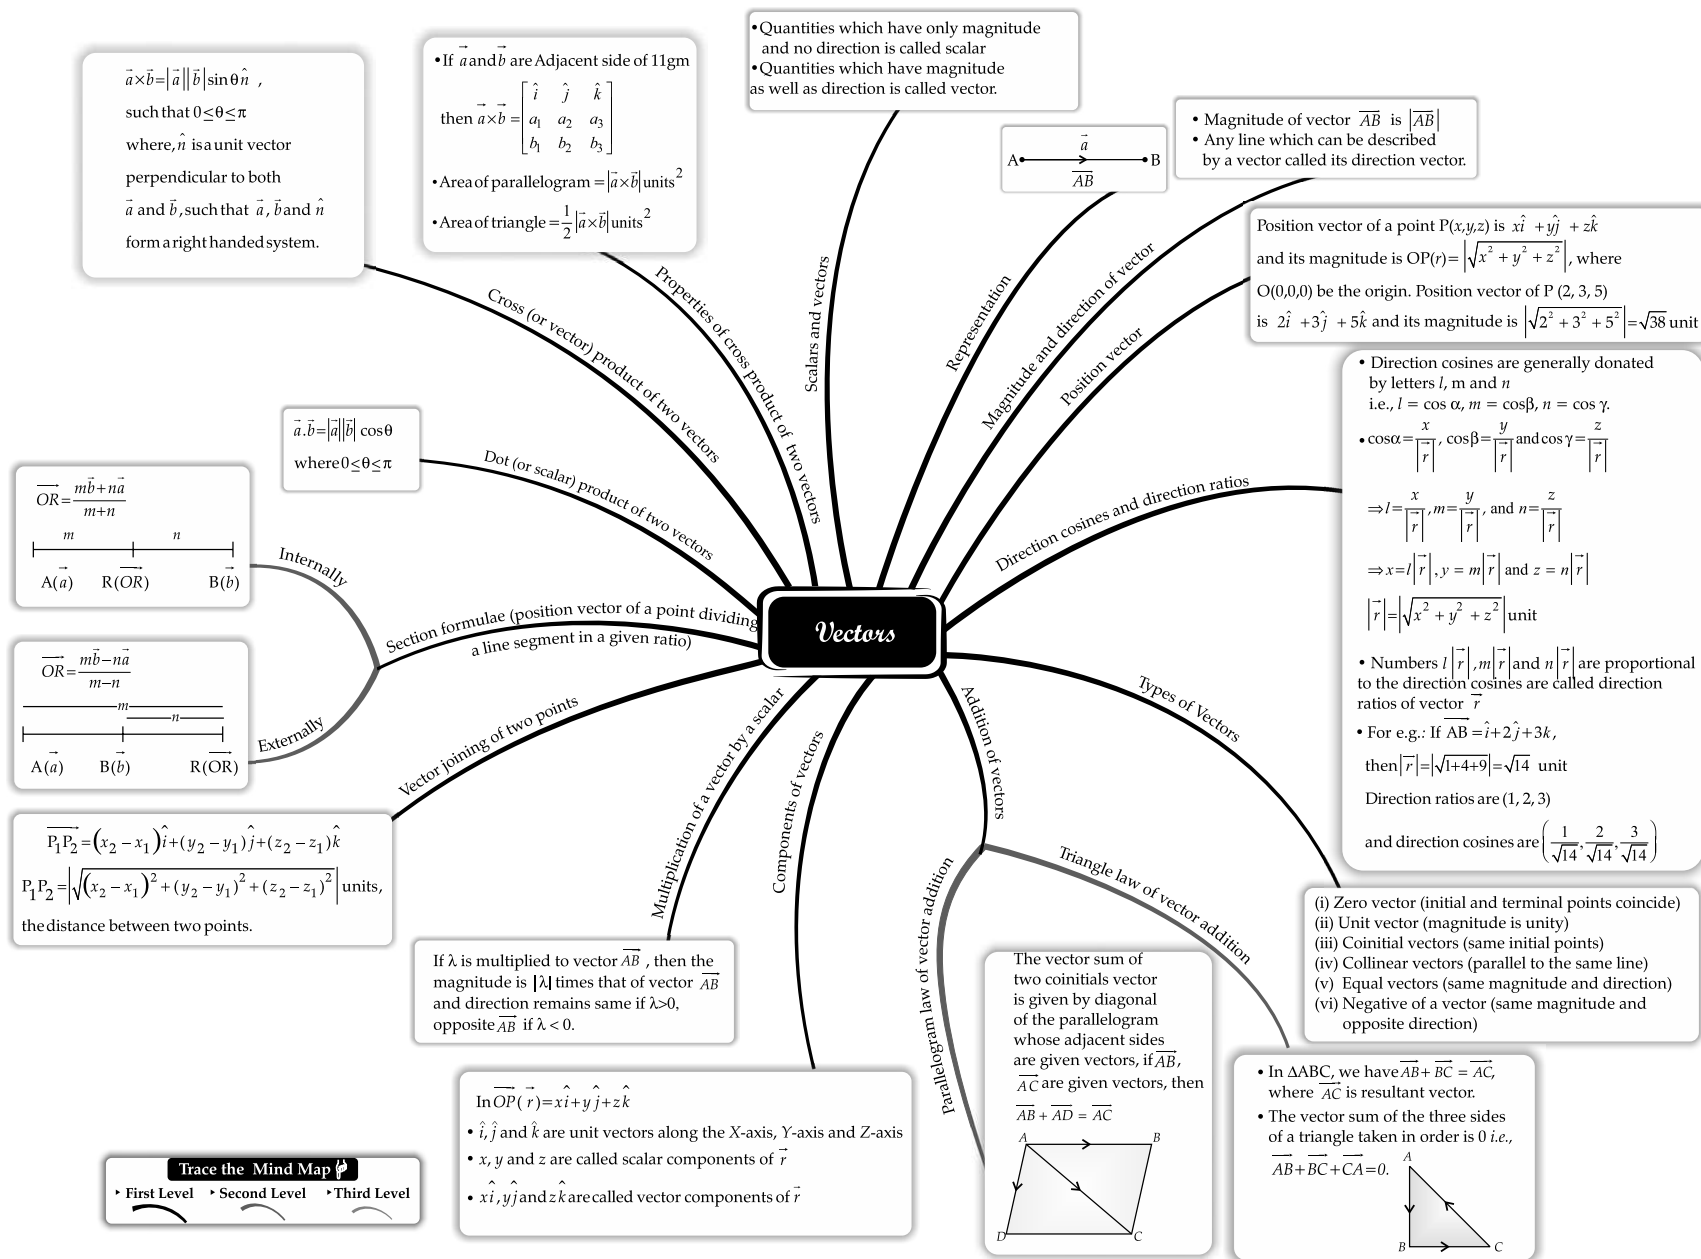 •Quantities which have only magnitude
and no direction is called scalar
•Quantities which have magnitude
as well as direction is called vector.
Scalars and vectors
a⃗
A B
A͞B⃗
Representation
• Magnitude of vector AB⃗ is |AB⃗|
• Any line which can be described
by a vector called its direction vector.
Magnitude and direction of vector
Position vector of a point P(x,y,z) is xî +yĵ +zk̂
and its magnitude is OP(r)=|√(x²+y²+z²)|, where
O(0,0,0) be the origin. Position vector of P (2, 3, 5)
is 2î +3ĵ +5k̂ and its magnitude is |√(2²+3²+5²)|=√38 unit
Position vector
• Direction cosines are generally donated
by letters l, m and n
i.e., l = cos α, m = cosβ, n = cos γ.
• cosα=x/|r⃗|, cosβ=y/|r⃗| and cos γ=z/|r⃗|
⇒l=x/|r⃗|, m=y/|r⃗|, and n=z/|r⃗|
⇒x=l|r⃗|, y = m|r⃗| and z = n|r⃗|
|r⃗|=|√(x²+y²+z²)| unit
• Numbers l|r⃗|, m|r⃗| and n|r⃗| are proportional
to the direction cosines are called direction
ratios of vector r⃗
• For e.g.: If AB⃗ =î+2ĵ+3k,
then |r⃗|=|√(1+4+9)|=√14 unit
Direction ratios are (1, 2, 3)
and direction cosines are (1/√14, 2/√14, 3/√14)
Direction cosines and direction ratios
(i) Zero vector (initial and terminal points coincide)
(ii) Unit vector (magnitude is unity)
(iii) Coinitial vectors (same initial points)
(iv) Collinear vectors (parallel to the same line)
(v) Equal vectors (same magnitude and direction)
(vi) Negative of a vector (same magnitude and
opposite direction)
Types of Vectors
Addition of vectors
Triangle law of vector addition
• In ΔABC, we have AB⃗+BC⃗ = AC⃗,
where AC⃗ is resultant vector.
• The vector sum of the three sides
of a triangle taken in order is 0 i.e.,
AB⃗+BC⃗+CA⃗=0.
A
B C
Parallelogram law of vector addition
The vector sum of
two coinitials vector
is given by diagonal
of the parallelogram
whose adjacent sides
are given vectors, if AB⃗,
AC⃗ are given vectors, then
AB⃗ + AD⃗ = AC⃗
A B
D C
Components of vectors
In OP⃗(r⃗)=xî+yĵ+zk̂
• î, ĵ and k̂ are unit vectors along the X-axis, Y-axis and Z-axis
• x, y and z are called scalar components of r⃗
• xî, yĵ and zk̂ are called vector components of r⃗
Multiplication of a vector by a scalar
If λ is multiplied to vector AB⃗ , then the
magnitude is |λ| times that of vector AB⃗
and direction remains same if λ>0,
opposite AB⃗ if λ < 0.
Vector joining of two points
P₁P₂⃗=(x₂−x₁)î+(y₂−y₁)ĵ+(z₂−z₁)k̂
P₁P₂=|√((x₂−x₁)²+(y₂−y₁)²+(z₂−z₁)²)| units,
the distance between two points.
Section formulae (position vector of a point dividing
a line segment in a given ratio)
Internally
OR⃗=(mb⃗+na⃗)/(m+n)
m n
A(a⃗) R(OR⃗) B(b⃗)
Externally
OR⃗=(mb⃗−na⃗)/(m−n)
m
n
A(a⃗) B(b⃗) R(OR⃗)
Dot (or scalar) product of two vectors
a⃗.b⃗=|a⃗||b⃗| cosθ
where 0≤θ≤π
Cross (or vector) product of two vectors
a⃗×b⃗=|a⃗||b⃗|sinθn̂ ,
such that 0≤θ≤π
where, n̂ is a unit vector
perpendicular to both
a⃗ and b⃗, such that a⃗, b⃗ and n̂
form a right handed system.
Properties of cross product of two vectors
•If a⃗ and b⃗ are Adjacent side of 11gm
î ĵ k̂
then a⃗×b⃗= [a₁ a₂ a₃]
b₁ b₂ b₃
•Area of parallelogram=|a⃗×b⃗|units²
•Area of triangle=1/2|a⃗×b⃗|units²
Vectors
Trace the Mind Map
‣ First Level ‣ Second Level ‣ Third Level